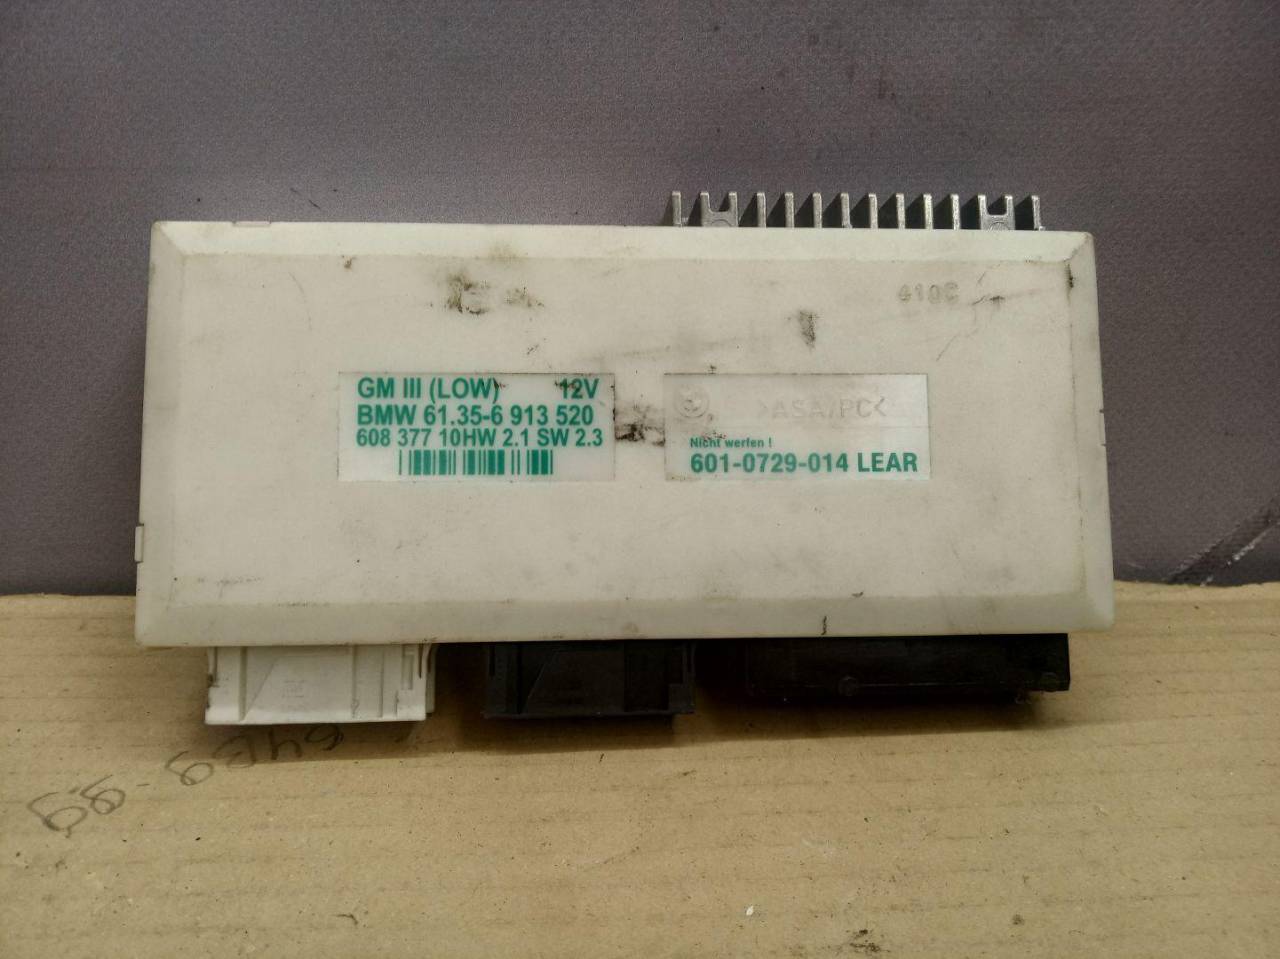 410C
GM III (LOW) 12V
BMW 61.35-6 913 520
608 377 10HW 2.1 SW 2.3
>ASA/PC<
Nicht werfen !
601-0729-014 LEAR